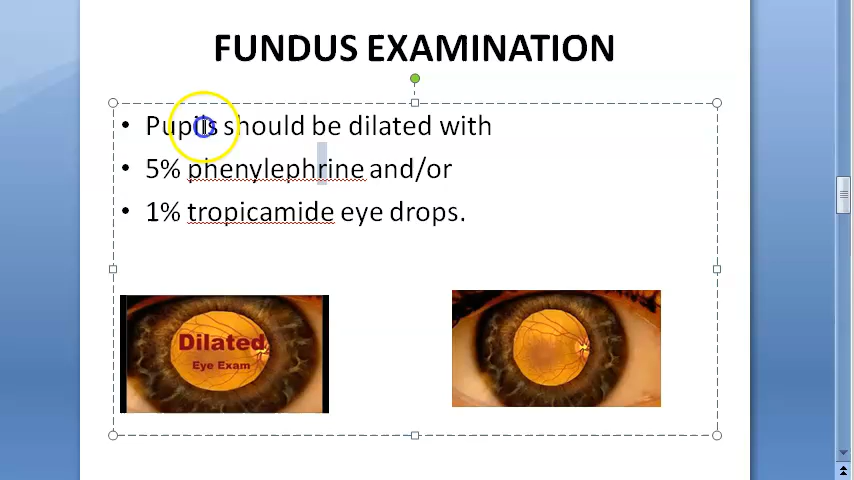 FUNDUS EXAMINATION
• Pupils should be dilated with
• 5% phenylephrine and/or
• 1% tropicamide eye drops.
Dilated
Eye Exam